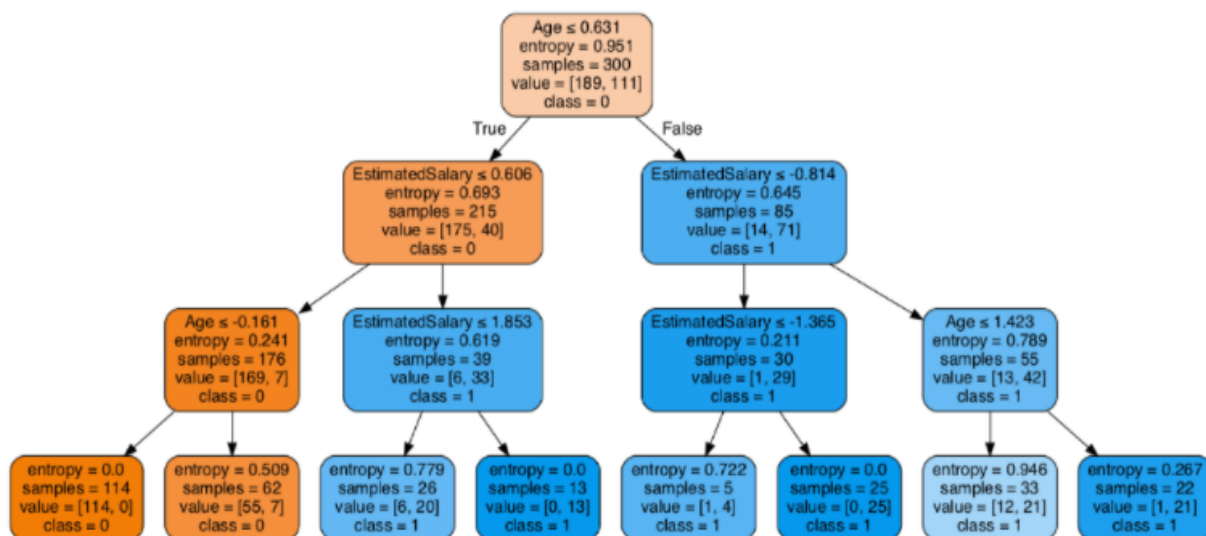 Age ≤ 0.631
entropy = 0.951
samples = 300
value = [189, 111]
class = 0
True
False
EstimatedSalary ≤ 0.606
entropy = 0.693
samples = 215
value = [175, 40]
class = 0
EstimatedSalary ≤ -0.814
entropy = 0.645
samples = 85
value = [14, 71]
class = 1
Age ≤ -0.161
entropy = 0.241
samples = 176
value = [169, 7]
class = 0
EstimatedSalary ≤ 1.853
entropy = 0.619
samples = 39
value = [6, 33]
class = 1
EstimatedSalary ≤ -1.365
entropy = 0.211
samples = 30
value = [1, 29]
class = 1
Age ≤ 1.423
entropy = 0.789
samples = 55
value = [13, 42]
class = 1
entropy = 0.0
samples = 114
value = [114, 0]
class = 0
entropy = 0.509
samples = 62
value = [55, 7]
class = 0
entropy = 0.779
samples = 26
value = [6, 20]
class = 1
entropy = 0.0
samples = 13
value = [0, 13]
class = 1
entropy = 0.722
samples = 5
value = [1, 4]
class = 1
entropy = 0.0
samples = 25
value = [0, 25]
class = 1
entropy = 0.946
samples = 33
value = [12, 21]
class = 1
entropy = 0.267
samples = 22
value = [1, 21]
class = 1